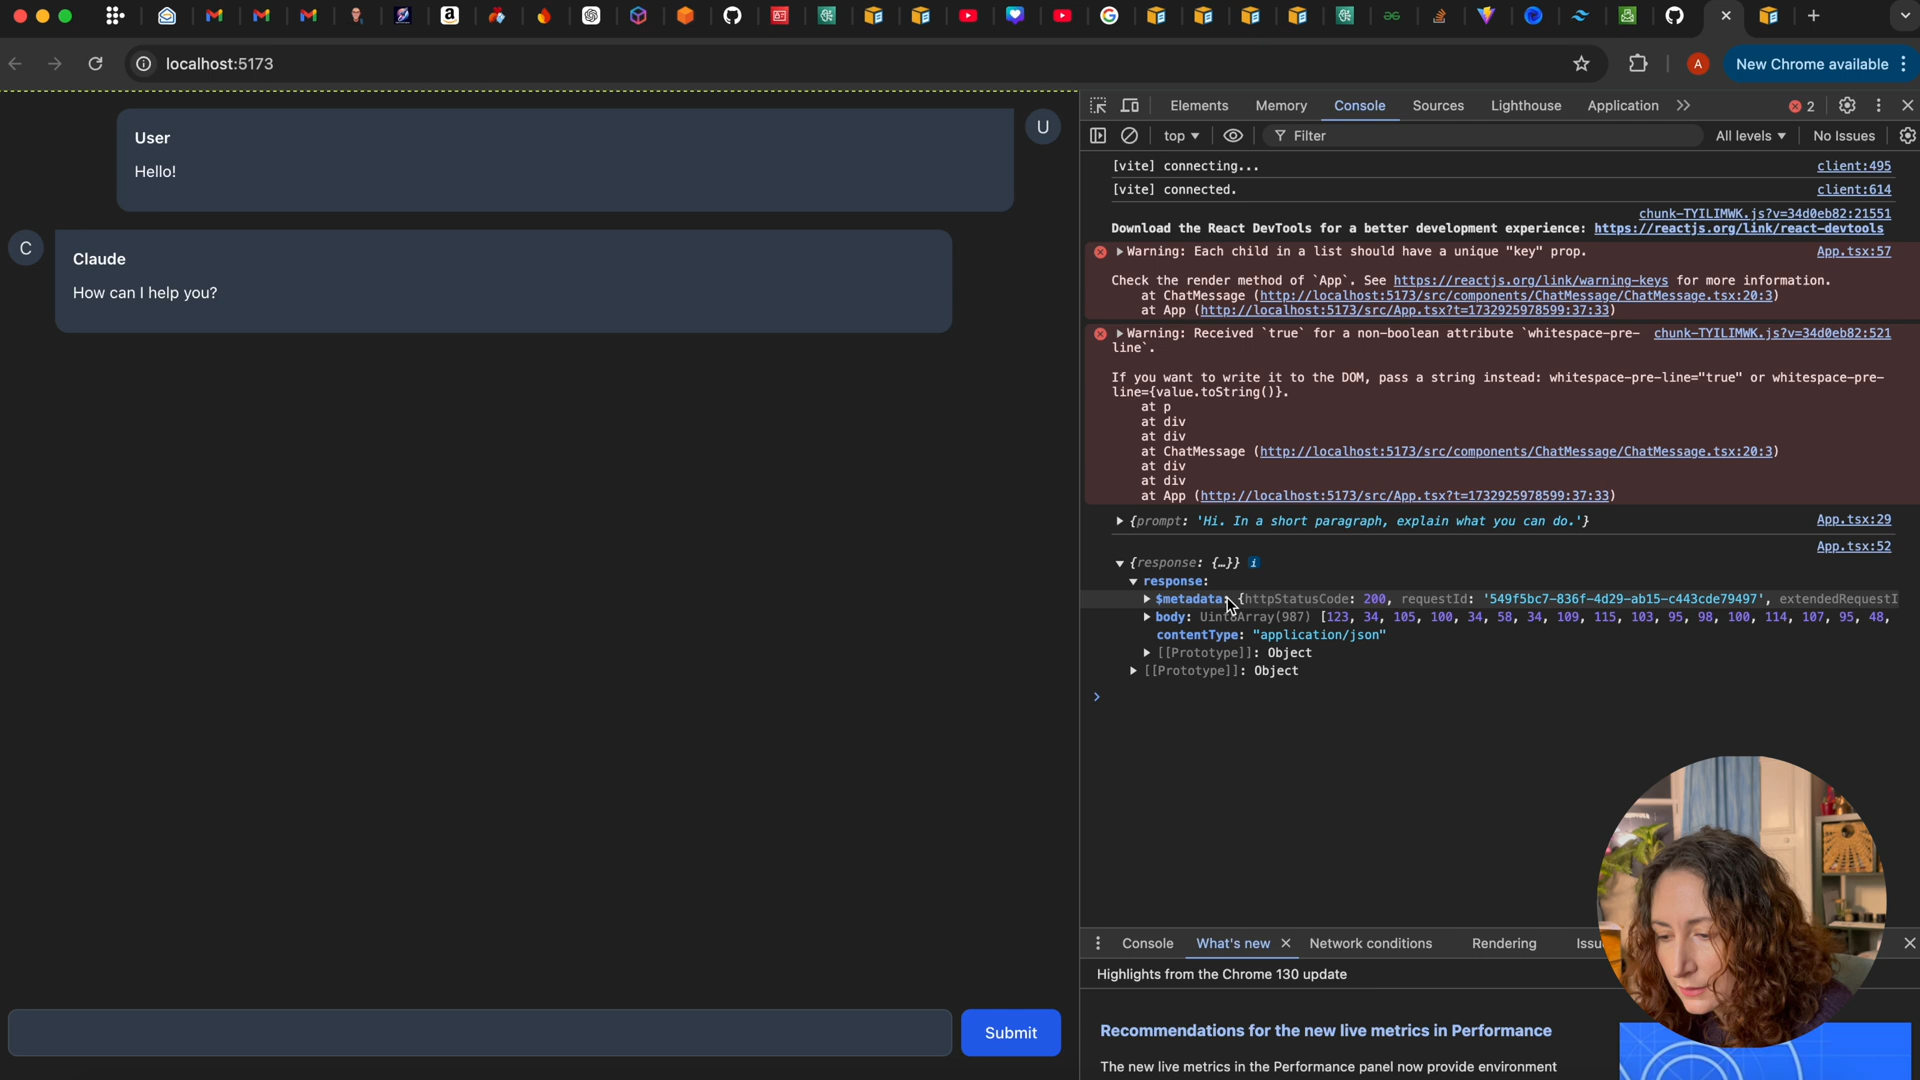 localhost:5173
A
New Chrome available
User
Hello!
U
C
Claude
How can I help you?
Submit
Elements
Memory
Console
Sources
Lighthouse
Application
2
top
Filter
All levels
No Issues
[vite] connecting...
client:495
[vite] connected.
client:614
chunk-TYILIMWK.js?v=34d0eb82:21551
Download the React DevTools for a better development experience: https://reactjs.org/link/react-devtools
Warning: Each child in a list should have a unique "key" prop.
App.tsx:57
Check the render method of `App`. See https://reactjs.org/link/warning-keys for more information.
at ChatMessage (http://localhost:5173/src/components/ChatMessage/ChatMessage.tsx:20:3)
at App (http://localhost:5173/src/App.tsx?t=1732925978599:37:33)
Warning: Received `true` for a non-boolean attribute `whitespace-pre-
chunk-TYILIMWK.js?v=34d0eb82:521
line`.
If you want to write it to the DOM, pass a string instead: whitespace-pre-line="true" or whitespace-pre-
line={value.toString()}.
at p
at div
at div
at ChatMessage (http://localhost:5173/src/components/ChatMessage/ChatMessage.tsx:20:3)
at div
at div
at App (http://localhost:5173/src/App.tsx?t=1732925978599:37:33)
{prompt: 'Hi. In a short paragraph, explain what you can do.'}
App.tsx:29
App.tsx:52
{response: {…}} i
response:
$metadata: {httpStatusCode: 200, requestId: '549f5bc7-836f-4d29-ab15-c443cde79497', extendedRequestI
body: Uint8Array(987) [123, 34, 105, 100, 34, 58, 34, 109, 115, 103, 95, 98, 100, 114, 107, 95, 48,
contentType: "application/json"
[[Prototype]]: Object
[[Prototype]]: Object
Console
What's new
Network conditions
Rendering
Issu
Highlights from the Chrome 130 update
Recommendations for the new live metrics in Performance
The new live metrics in the Performance panel now provide environment